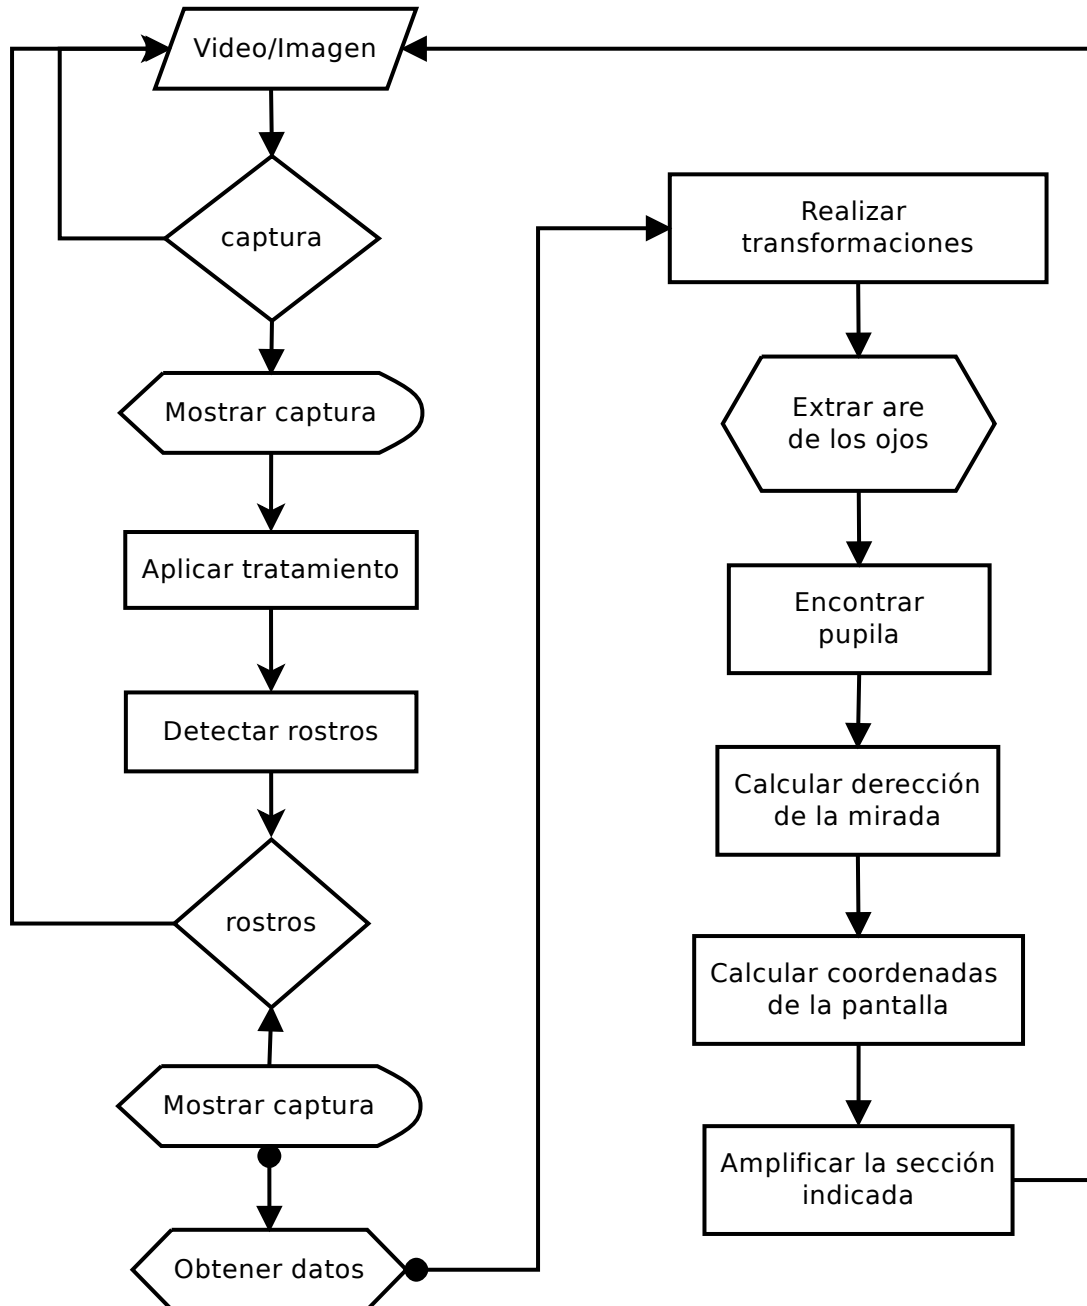 Video/Imagen
captura
Mostrar captura
Aplicar tratamiento
Detectar rostros
rostros
Mostrar captura
Obtener datos
Realizar
transformaciones
Extrar are
de los ojos
Encontrar
pupila
Calcular derección
de la mirada
Calcular coordenadas
de la pantalla
Amplificar la sección
indicada